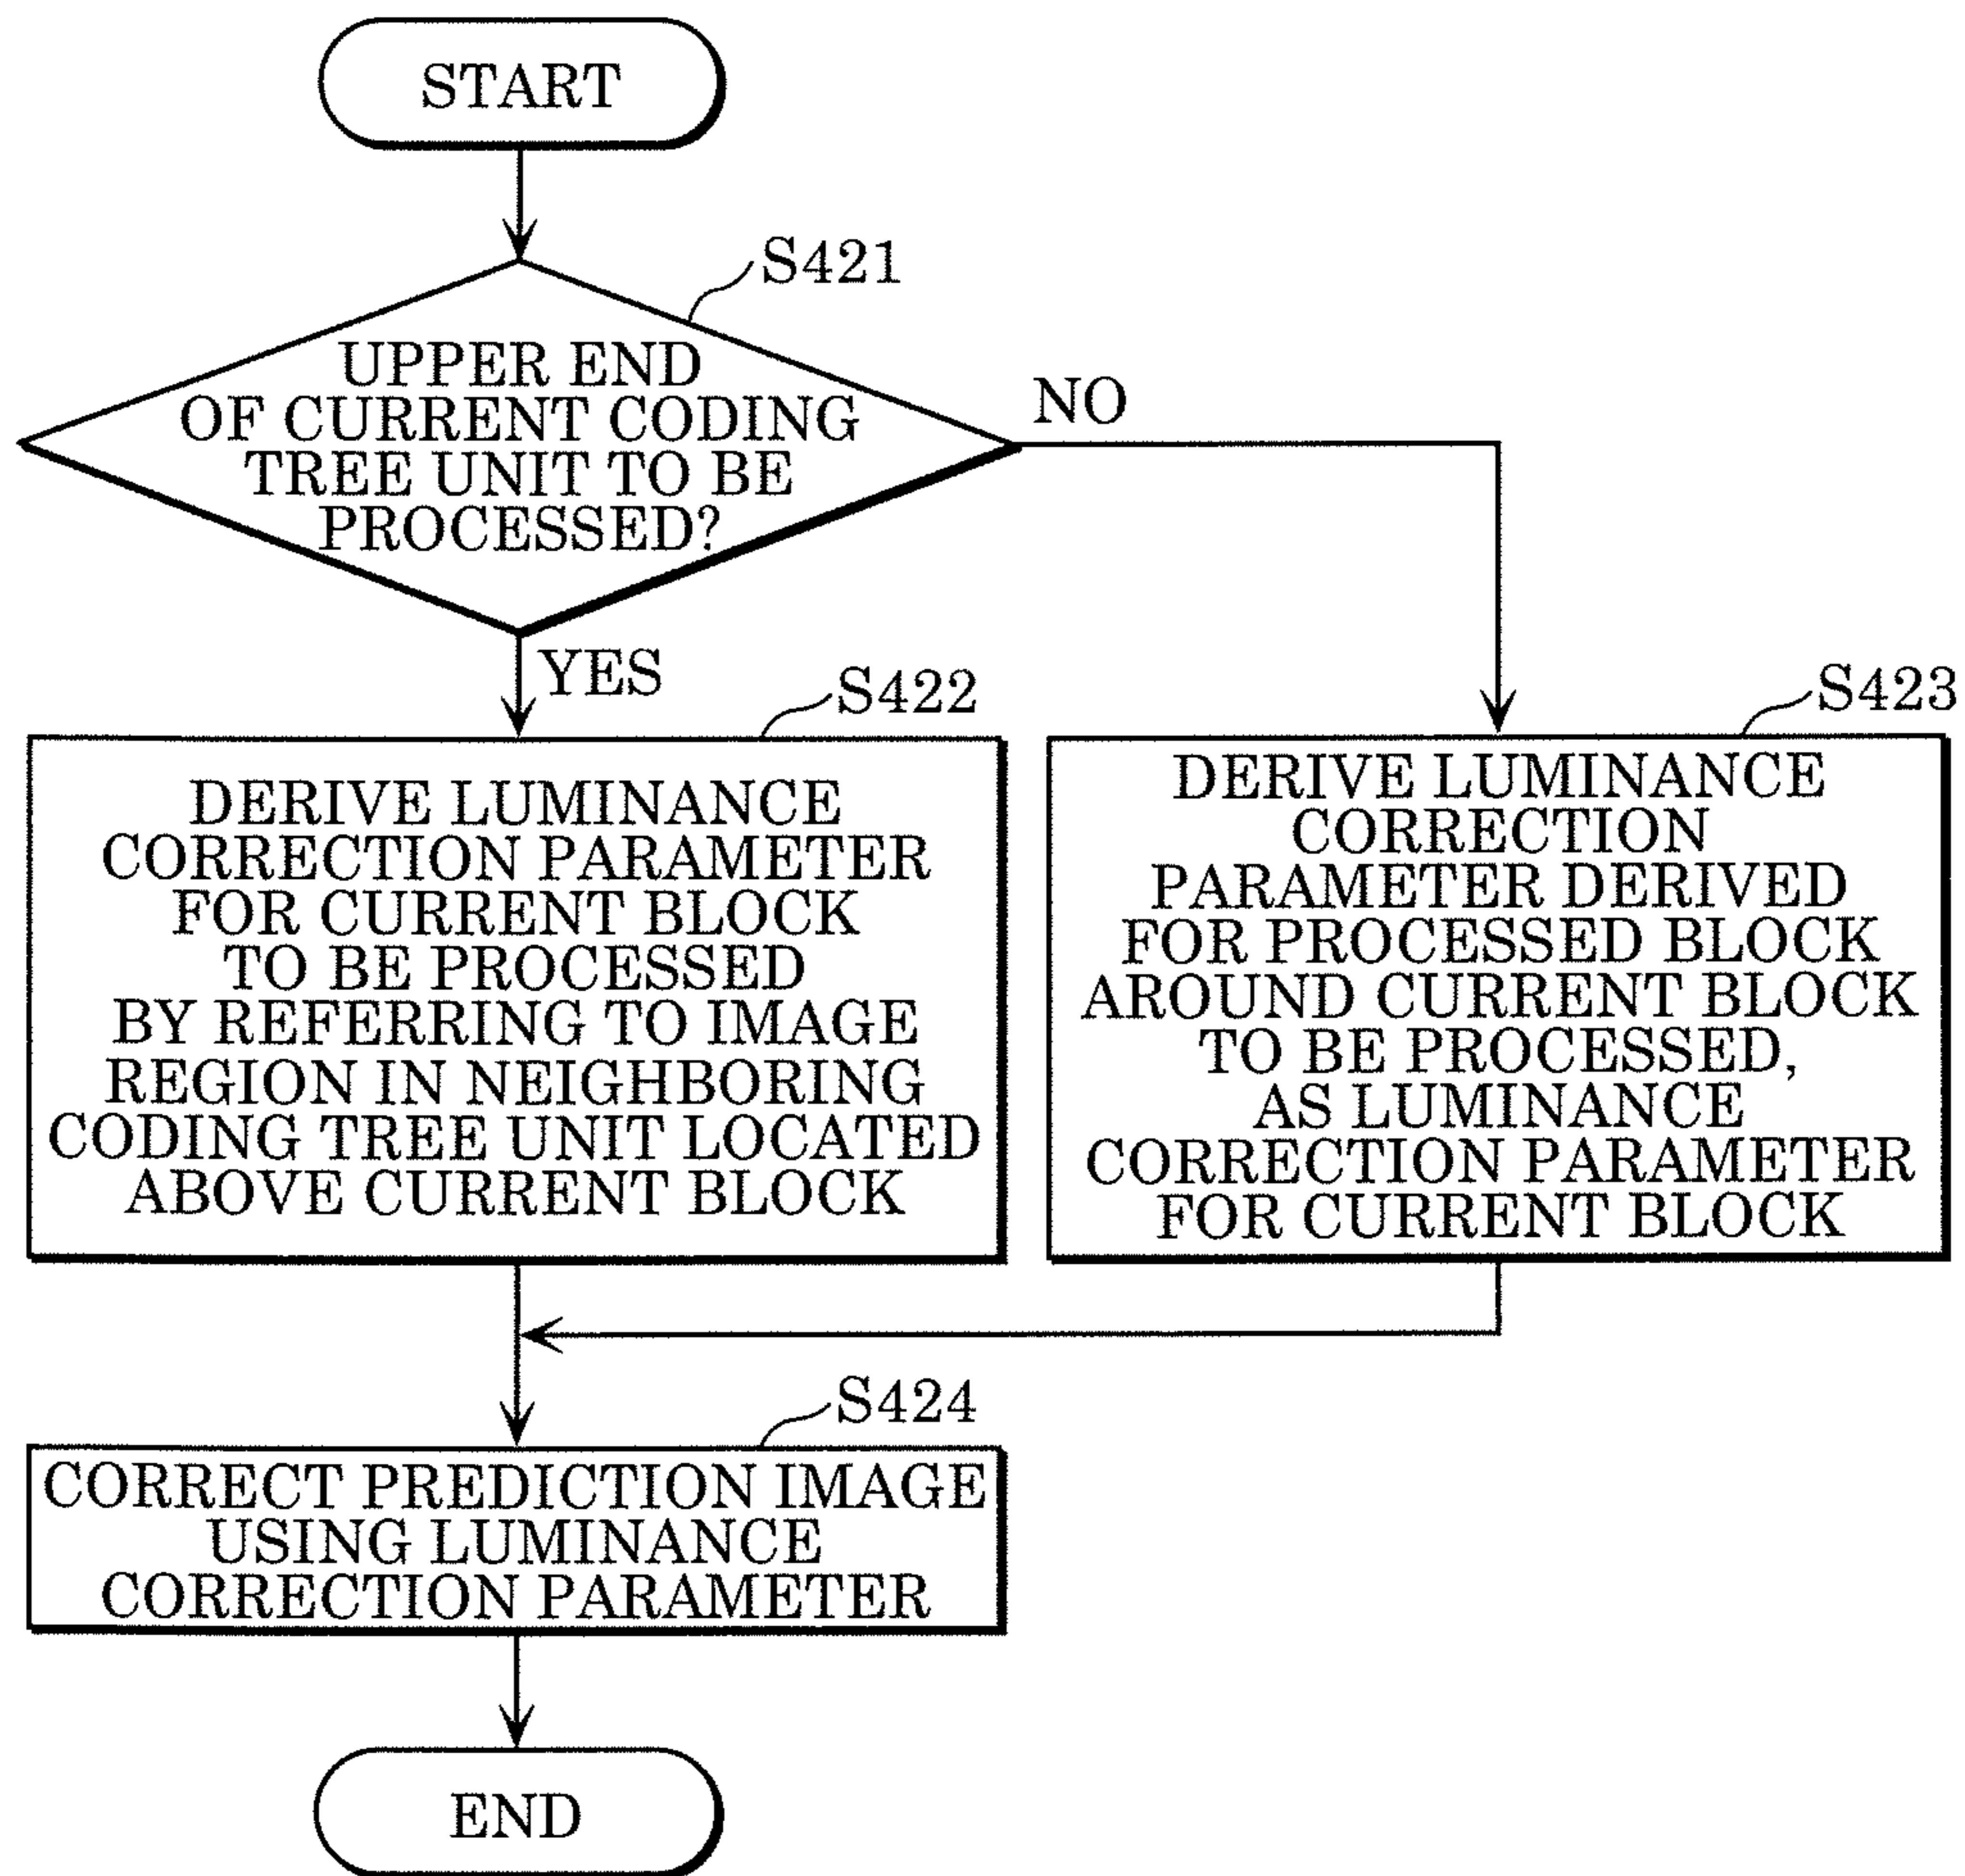 START
S421
UPPER END
OF CURRENT CODING
TREE UNIT TO BE
PROCESSED?
NO
YES
S422
DERIVE LUMINANCE
CORRECTION PARAMETER
FOR CURRENT BLOCK
TO BE PROCESSED
BY REFERRING TO IMAGE
REGION IN NEIGHBORING
CODING TREE UNIT LOCATED
ABOVE CURRENT BLOCK
S423
DERIVE LUMINANCE
CORRECTION
PARAMETER DERIVED
FOR PROCESSED BLOCK
AROUND CURRENT BLOCK
TO BE PROCESSED,
AS LUMINANCE
CORRECTION PARAMETER
FOR CURRENT BLOCK
S424
CORRECT PREDICTION IMAGE
USING LUMINANCE
CORRECTION PARAMETER
END